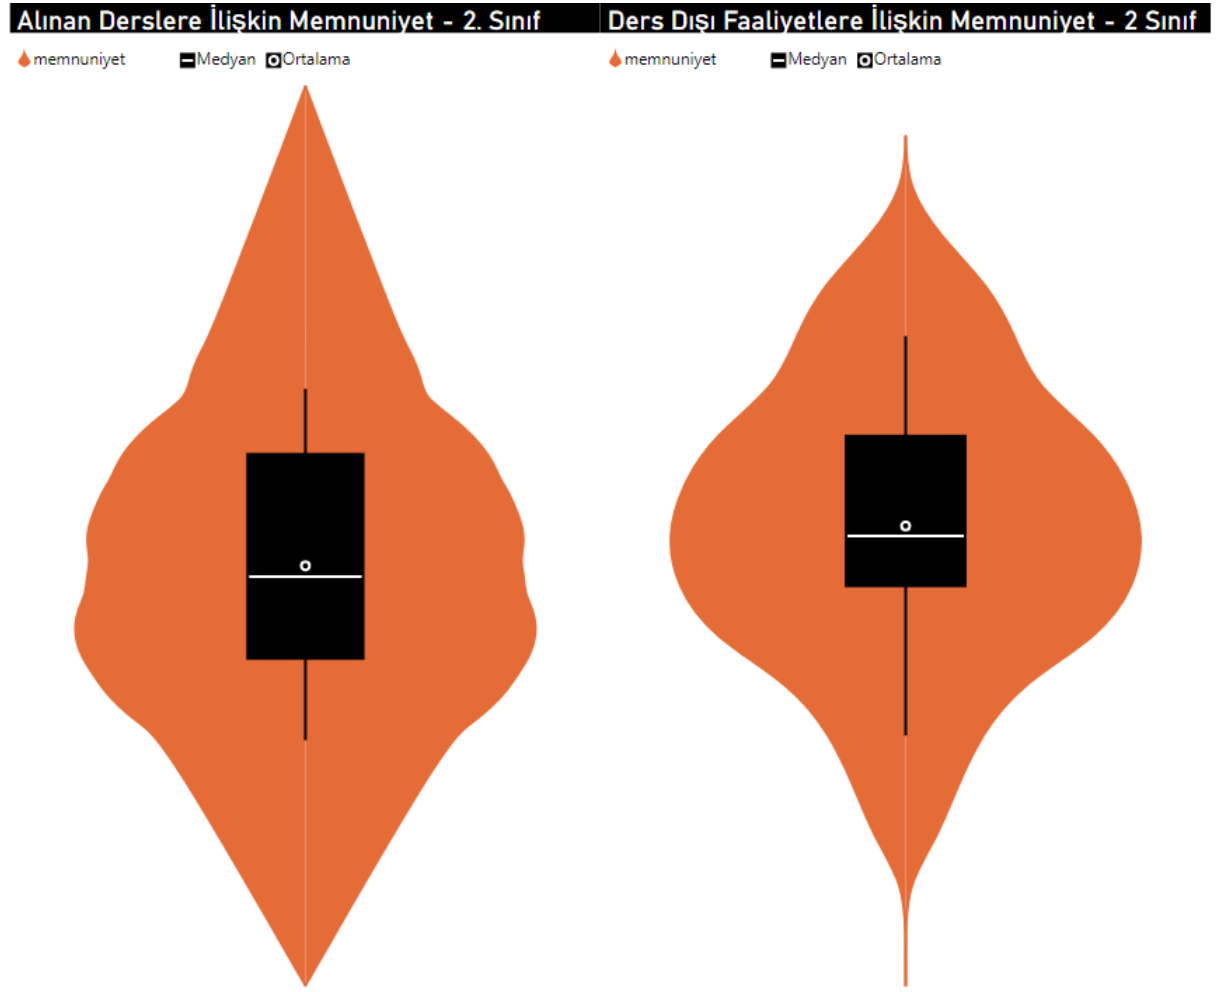 Alınan Derslere İlişkin Memnuniyet - 2. Sınıf
memnuniyet Medyan Ortalama
Ders Dışı Faaliyetlere İlişkin Memnuniyet - 2 Sınıf
memnuniyet Medyan Ortalama